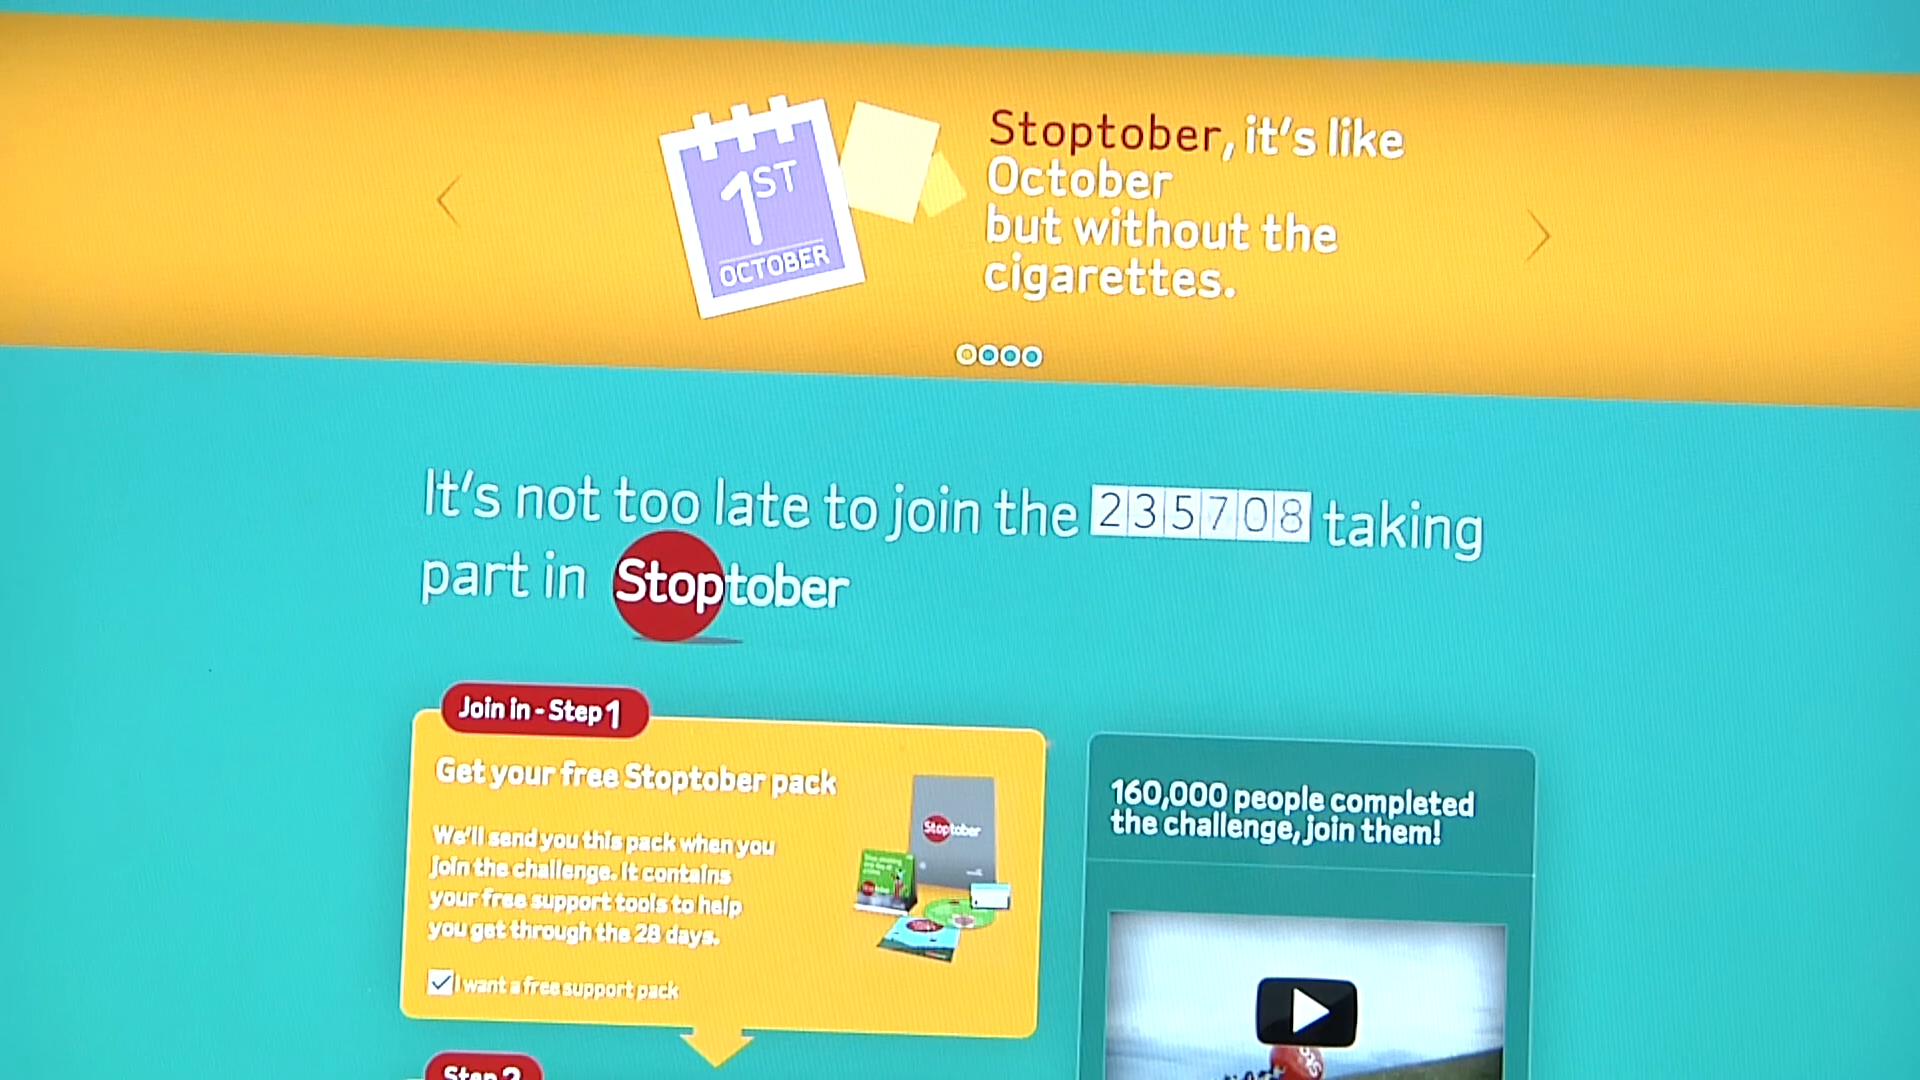 1ST
OCTOBER
Stoptober, it's like
October
but without the
cigarettes.
It's not too late to join the 235708 taking
part in Stoptober
Join in - Step 1
Get your free Stoptober pack
We'll send you this pack when you
join the challenge. It contains
your free support tools to help
you get through the 28 days.
I want a free support pack
Stoptober
160,000 people completed
the challenge, join them!
Step 2